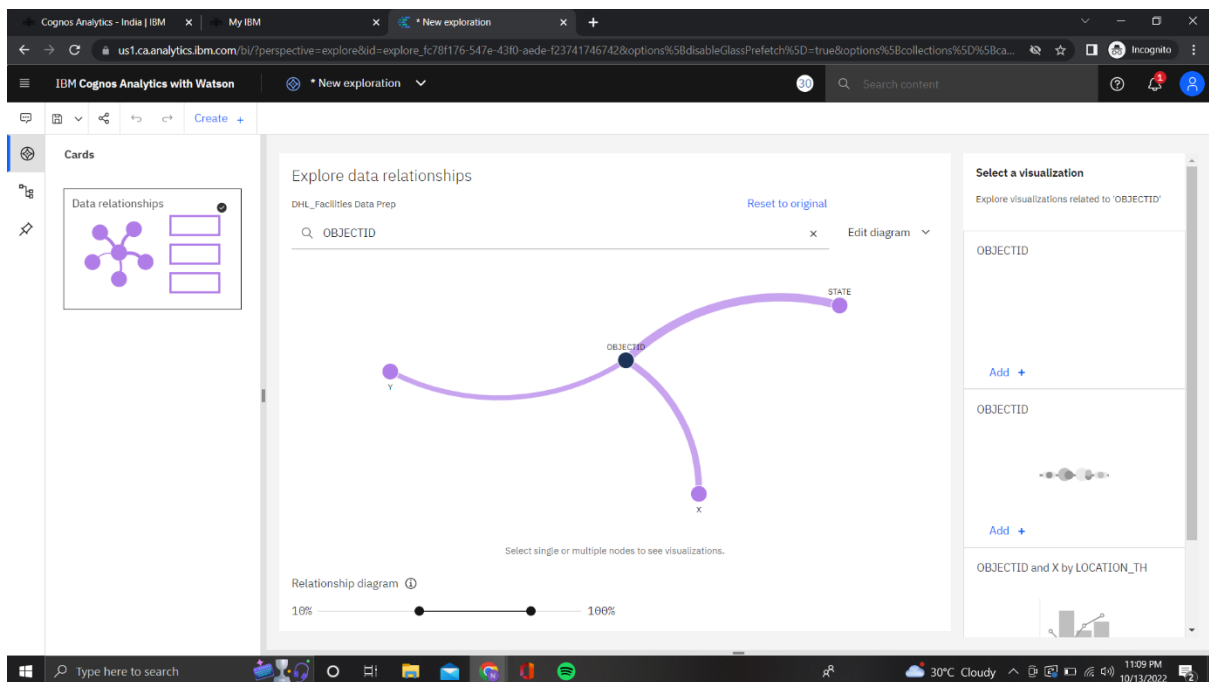 Cognos Analytics - India | IBM
My IBM
* New exploration
us1.ca.analytics.ibm.com/bi/?perspective=explore&id=explore_fc78f176-547e-43f0-aede-f23741746742&options%5BdisableGlassPrefetch%5D=true&options%5Bcollections%5D%5Bca...
Incognito
IBM Cognos Analytics with Watson
* New exploration
30
Search content
1
Create +
Cards
Data relationships
Explore data relationships
DHL_Facilities Data Prep
Reset to original
OBJECTID
Edit diagram
STATE
OBJECTID
Y
X
Select single or multiple nodes to see visualizations.
Relationship diagram
10%
100%
Select a visualization
Explore visualizations related to 'OBJECTID'
OBJECTID
Add +
OBJECTID
Add +
OBJECTID and X by LOCATION_TH
Type here to search
30°C Cloudy
11:09 PM
10/13/2022
2